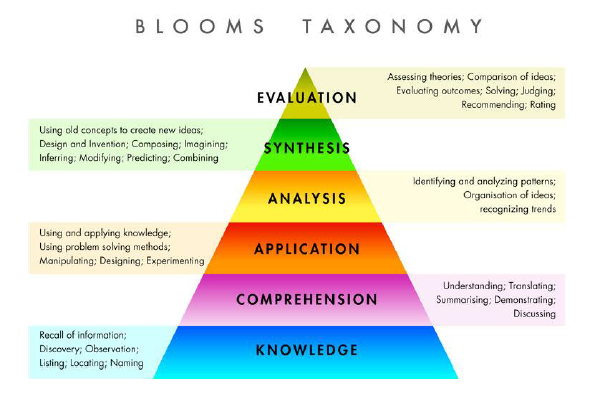 BLOOMS TAXONOMY
EVALUATION
Assessing theories; Comparison of ideas;
Evaluating outcomes; Solving; Judging;
Recommending; Rating
Using old concepts to create new ideas;
Design and Invention; Composing; Imagining;
Inferring; Modifying; Predicting; Combining
SYNTHESIS
ANALYSIS
Identifying and analyzing patterns;
Organisation of ideas;
recognizing trends
Using and applying knowledge;
Using problem solving methods;
Manipulating; Designing; Experimenting
APPLICATION
COMPREHENSION
Understanding; Translating;
Summarising; Demonstrating;
Discussing
Recall of information;
Discovery; Observation;
Listing; Locating; Naming
KNOWLEDGE